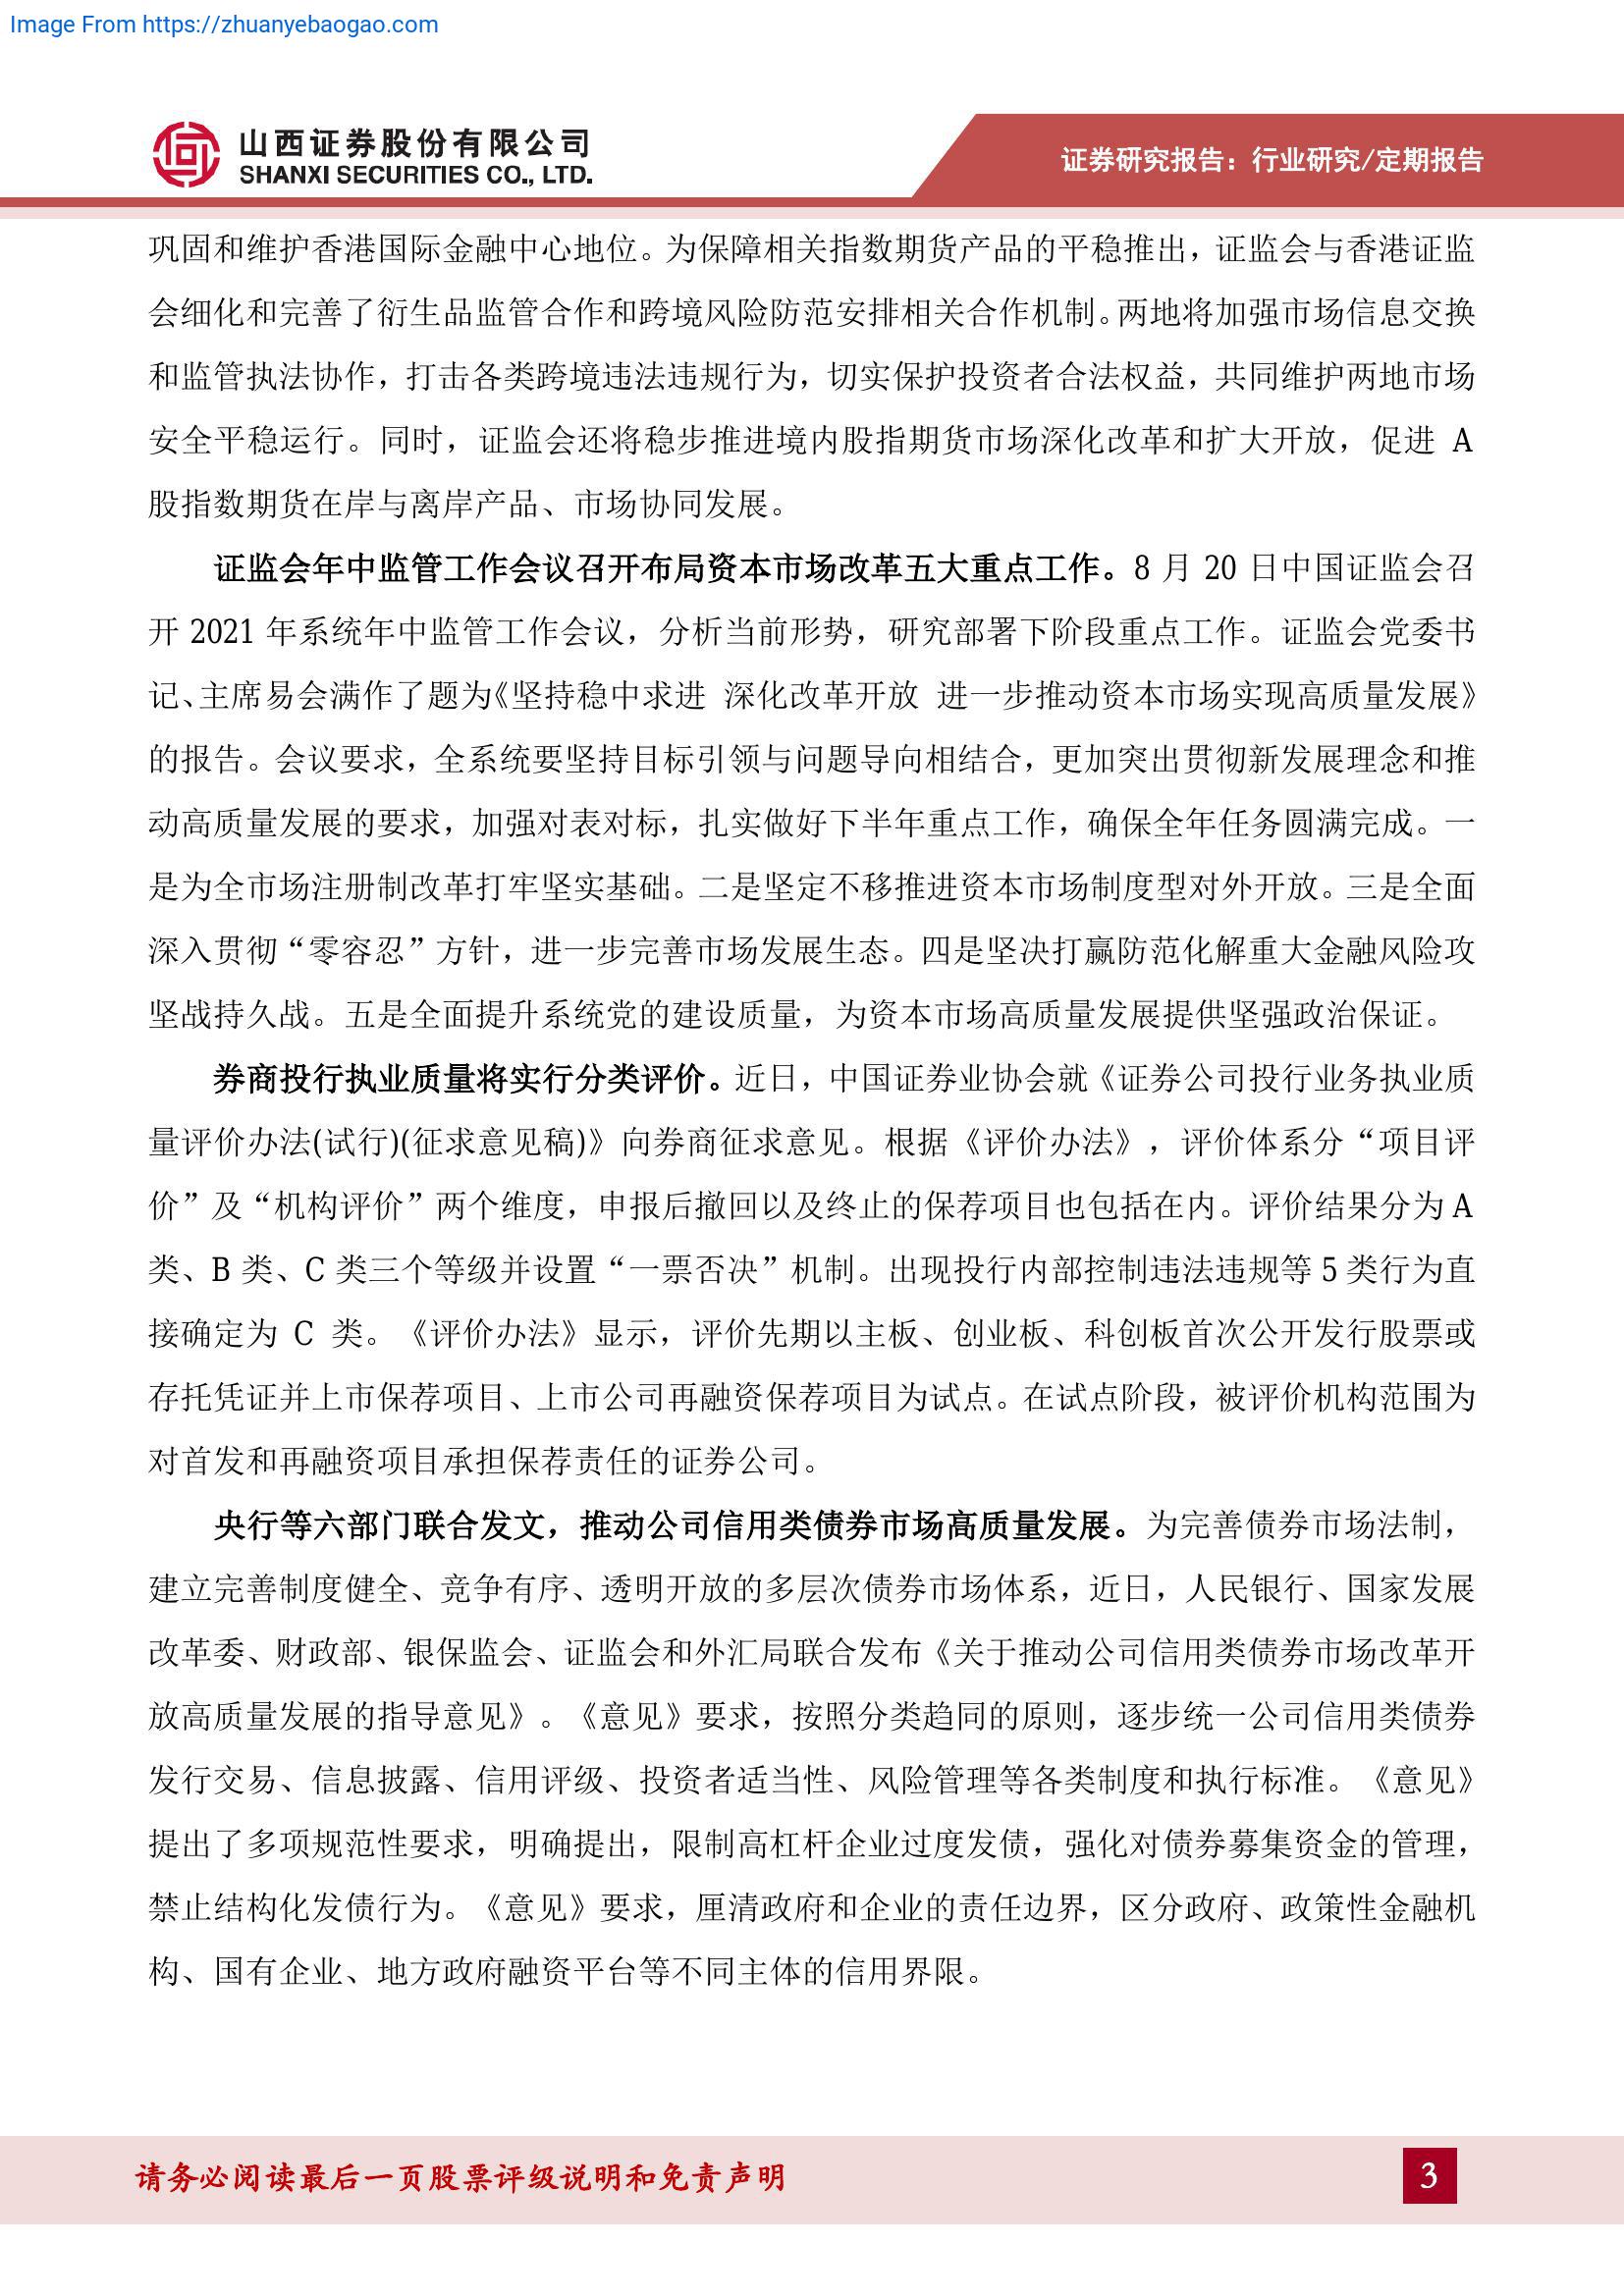 Image From https://zhuanyebaogao.com
山西证券股份有限公司
SHANXI SECURITIES CO., LTD.
证券研究报告：行业研究/定期报告
巩固和维护香港国际金融中心地位。为保障相关指数期货产品的平稳推出，证监会与香港证监
会细化和完善了衍生品监管合作和跨境风险防范安排相关合作机制。两地将加强市场信息交换
和监管执法协作，打击各类跨境违法违规行为，切实保护投资者合法权益，共同维护两地市场
安全平稳运行。同时，证监会还将稳步推进境内股指期货市场深化改革和扩大开放，促进 A
股指数期货在岸与离岸产品、市场协同发展。
证监会年中监管工作会议召开布局资本市场改革五大重点工作。8 月 20 日中国证监会召
开 2021 年系统年中监管工作会议，分析当前形势，研究部署下阶段重点工作。证监会党委书
记、主席易会满作了题为《坚持稳中求进 深化改革开放 进一步推动资本市场实现高质量发展》
的报告。会议要求，全系统要坚持目标引领与问题导向相结合，更加突出贯彻新发展理念和推
动高质量发展的要求，加强对表对标，扎实做好下半年重点工作，确保全年任务圆满完成。一
是为全市场注册制改革打牢坚实基础。二是坚定不移推进资本市场制度型对外开放。三是全面
深入贯彻“零容忍”方针，进一步完善市场发展生态。四是坚决打赢防范化解重大金融风险攻
坚战持久战。五是全面提升系统党的建设质量，为资本市场高质量发展提供坚强政治保证。
券商投行执业质量将实行分类评价。近日，中国证券业协会就《证券公司投行业务执业质
量评价办法(试行)(征求意见稿)》向券商征求意见。根据《评价办法》，评价体系分“项目评
价”及“机构评价”两个维度，申报后撤回以及终止的保荐项目也包括在内。评价结果分为 A
类、B 类、C 类三个等级并设置“一票否决”机制。出现投行内部控制违法违规等 5 类行为直
接确定为 C 类。《评价办法》显示，评价先期以主板、创业板、科创板首次公开发行股票或
存托凭证并上市保荐项目、上市公司再融资保荐项目为试点。在试点阶段，被评价机构范围为
对首发和再融资项目承担保荐责任的证券公司。
央行等六部门联合发文，推动公司信用类债券市场高质量发展。为完善债券市场法制，
建立完善制度健全、竞争有序、透明开放的多层次债券市场体系，近日，人民银行、国家发展
改革委、财政部、银保监会、证监会和外汇局联合发布《关于推动公司信用类债券市场改革开
放高质量发展的指导意见》。《意见》要求，按照分类趋同的原则，逐步统一公司信用类债券
发行交易、信息披露、信用评级、投资者适当性、风险管理等各类制度和执行标准。《意见》
提出了多项规范性要求，明确提出，限制高杠杆企业过度发债，强化对债券募集资金的管理，
禁止结构化发债行为。《意见》要求，厘清政府和企业的责任边界，区分政府、政策性金融机
构、国有企业、地方政府融资平台等不同主体的信用界限。
请务必阅读最后一页股票评级说明和免责声明
3